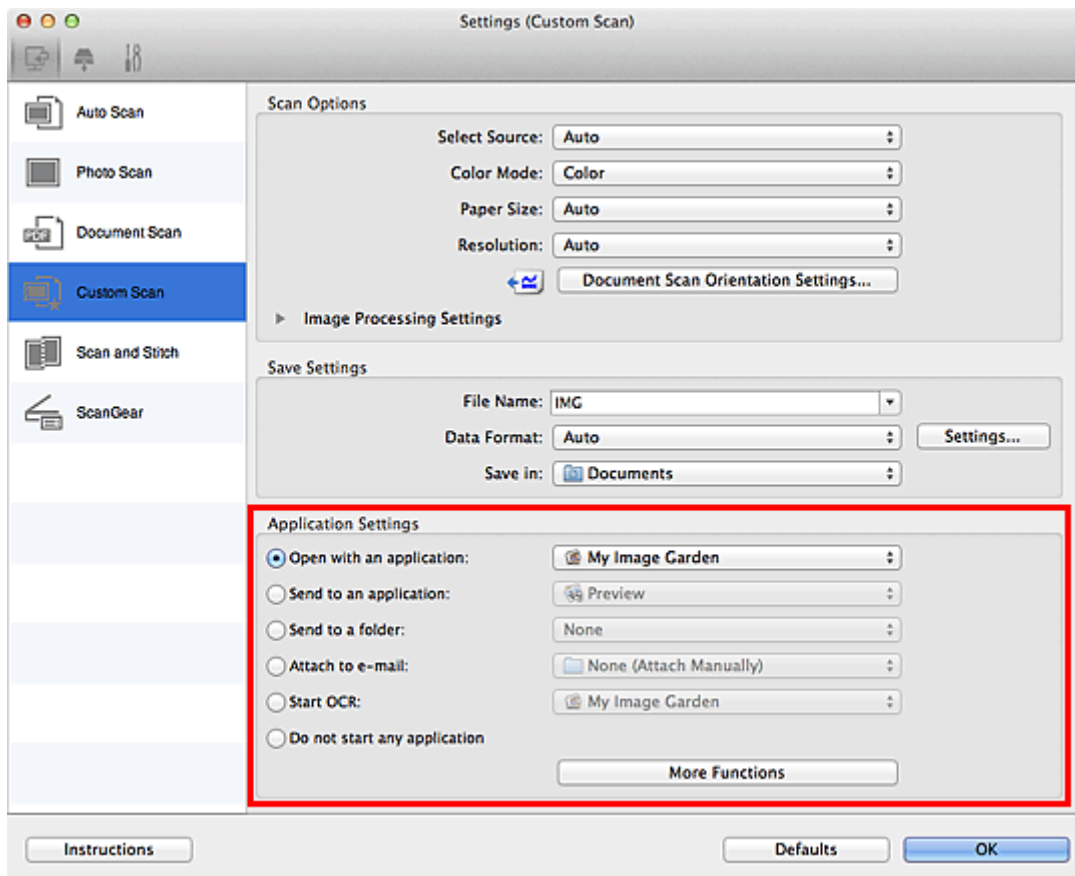 Settings (Custom Scan)
Auto Scan
Photo Scan
PDF
Document Scan
Custom Scan
Scan and Stitch
ScanGear
Scan Options
Select Source: Auto
Color Mode: Color
Paper Size: Auto
Resolution: Auto
Document Scan Orientation Settings...
Image Processing Settings
Save Settings
File Name: IMG
Data Format: Auto Settings...
Save in: Documents
Application Settings
Open with an application: My Image Garden
Send to an application: Preview
Send to a folder: None
Attach to e-mail: None (Attach Manually)
Start OCR: My Image Garden
Do not start any application
More Functions
Instructions Defaults OK